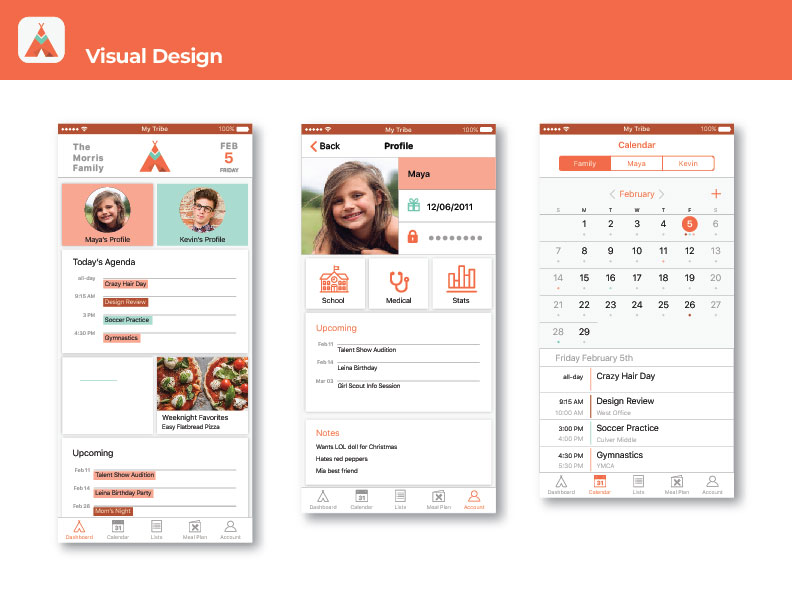 Visual Design
My Tribe 100%
The
Morris
Family
FEB
5
FRIDAY
Maya's Profile
Kevin's Profile
Today's Agenda
all-day Crazy Hair Day
9:15 AM Design Review
3 PM Soccer Practice
4:30 PM Gymnastics
Weeknight Favorites
Easy Flatbread Pizza
Upcoming
Feb 11 Talent Show Audition
Feb 14 Leina Birthday Party
Feb 28 Mom's Night
Dashboard 31 Calendar Lists Meal Plan Account
My Tribe 100%
Back Profile
Maya
12/06/2011
School Medical Stats
Upcoming
Feb 11 Talent Show Audition
Feb 14 Leina Birthday
Mar 03 Girl Scout Info Session
Notes
Wants LOL doll for Christmas
Hates red peppers
Mia best friend
Dashboard 31 Calendar Lists Meal Plan Account
My Tribe 100%
Calendar
Family Maya Kevin
February +
S M T W T F S
1 2 3 4 5 6
7 8 9 10 11 12 13
14 15 16 17 18 19 20
21 22 23 24 25 26 27
28 29
Friday February 5th
all-day Crazy Hair Day
9:15 AM Design Review
10:00 AM West Office
3:00 PM Soccer Practice
4:00 PM Culver Middle
4:30 PM Gymnastics
5:30 PM YMCA
Dashboard 31 Calendar Lists Meal Plan Account